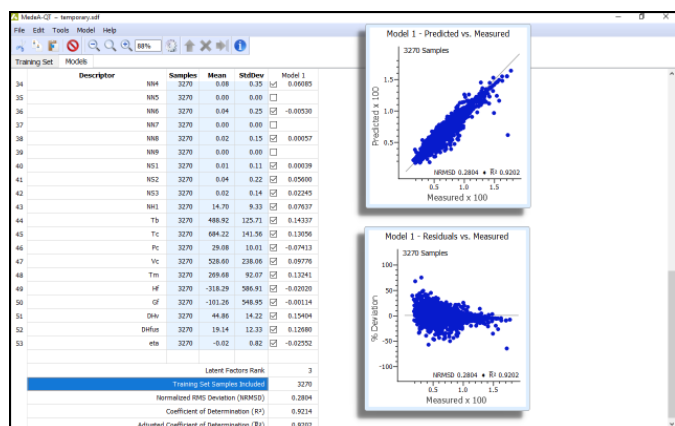 MedeA-QT - temporary.sdf
File Edit Tools Model Help
88%
Training Set Models
Descriptor Samples Mean StdDev Model 1
34 NN4 3270 0.08 0.35 0.06085
35 NN5 3270 0.00 0.00
36 NN6 3270 0.04 0.25 -0.00530
37 NN7 3270 0.00 0.00
38 NN8 3270 0.02 0.15 0.00057
39 NN9 3270 0.00 0.00
40 NS1 3270 0.01 0.11 0.00039
41 NS2 3270 0.04 0.22 0.05600
42 NS3 3270 0.02 0.14 0.02245
43 NH1 3270 14.70 9.33 0.07637
44 Tb 3270 488.92 125.71 0.14337
45 Tc 3270 684.22 141.56 0.13056
46 Pc 3270 29.08 10.01 -0.07413
47 Vc 3270 528.60 238.06 0.09776
48 Tm 3270 269.68 92.07 0.13241
49 Hf 3270 -318.29 586.91 -0.02020
50 Gf 3270 -101.26 548.95 -0.00114
51 DHv 3270 44.86 14.22 0.15404
52 DHfus 3270 19.14 12.33 0.12680
53 eta 3270 -0.02 0.82 -0.02552
Latent Factors Rank 3
Training Set Samples Included 3270
Normalized RMS Deviation (NRMSD) 0.2804
Coefficient of Determination (R²) 0.9214
Adjusted Coefficient of Determination (R̄²) 0.9202
Model 1 - Predicted vs. Measured
3270 Samples
Predicted x 100
1.5
1.0
0.5
NRMSD 0.2804 ♦ R̄² 0.9202
0.5 1.0 1.5
Measured x 100
Model 1 - Residuals vs. Measured
3270 Samples
% Deviation
100
50
0
-50
-100
NRMSD 0.2804 ♦ R̄² 0.9202
0.5 1.0 1.5
Measured x 100